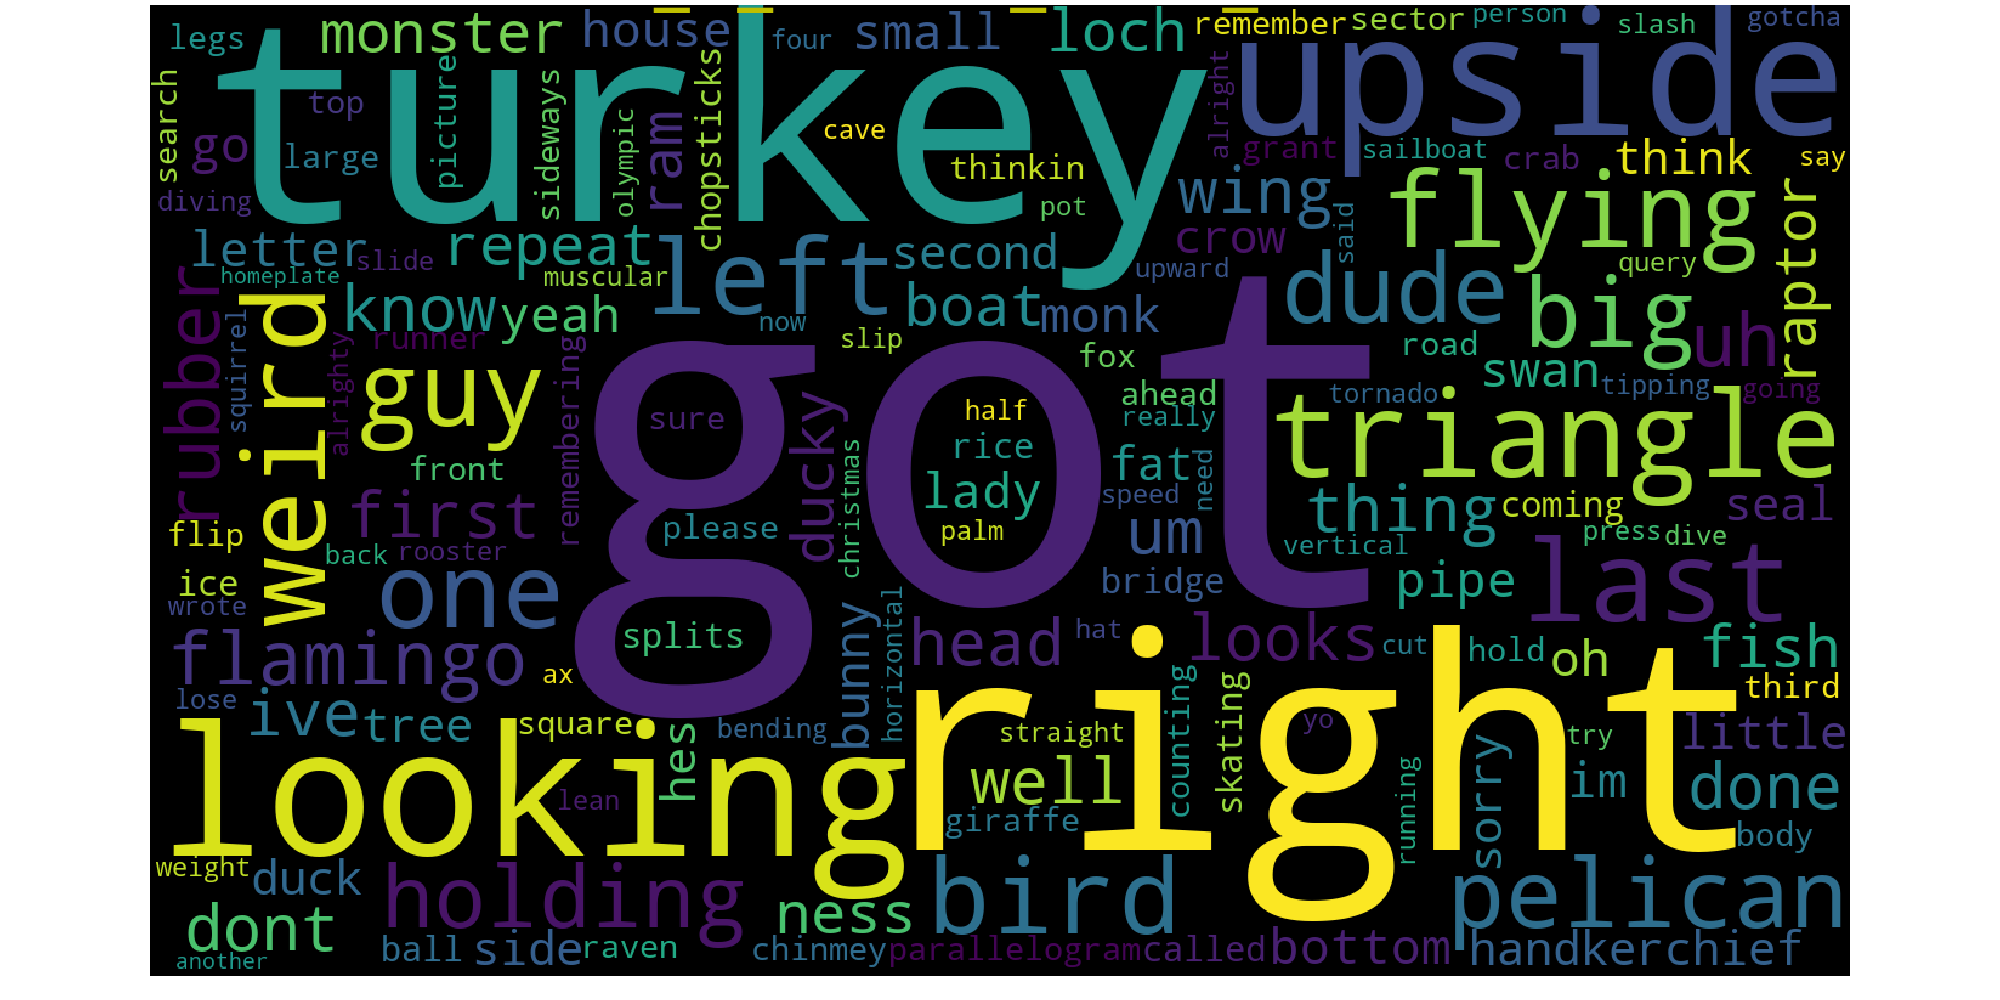 legs
monster
house
four
small
loch
remember
sector
person
slash
gotcha
turkey
upside
search
top
picture
sideways
olympic
ram
chopsticks
cave
alright
go
large
thinkin
grant
sailboat
crab
think
say
diving
pot
wing
flying
letter
repeat
left
second
crow
said
dude
query
raptor
homeplate
slide
muscular
upward
rubber
weird
know
yeah
now
boat
monk
big
uh
squirrel
runner
alrighty
guy
remembering
slip
fox
road
swan
tipping
going
got
sure
ducky
half
ahead
really
tornado
triangle
front
christmas
rice
fat
first
lady
speed
need
thing
coming
seal
flip
please
palm
um
vertical
press
dive
back
rooster
ice
wrote
one
bridge
pipe
last
flamingo
splits
bunny
horizontal
head
hat
looks
cut
hold
oh
fish
ax
lose
ive
tree
square
hes
bending
right
third
straight
counting
skating
yo
try
little
looking
lean
well
running
sorry
im
done
giraffe
body
weight
duck
holding
bird
pelican
dont
ness
ball
side
raven
chinmey
parallelogram
called
bottom
handkerchief
another